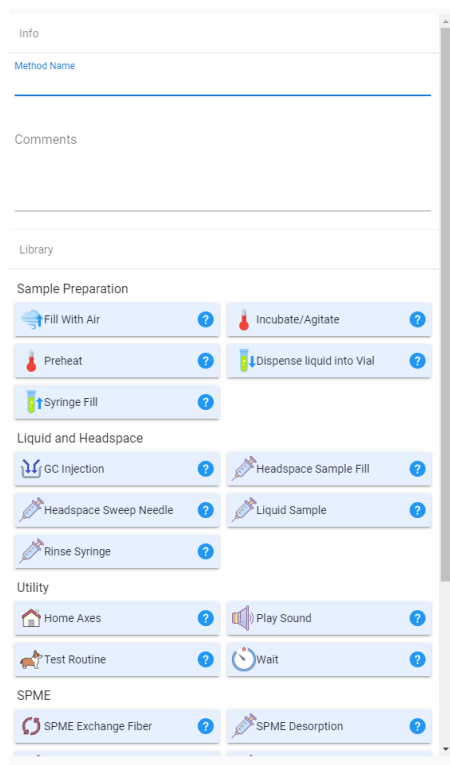 Info
Method Name
Comments
Library
Sample Preparation
Fill With Air ?
Incubate/Agitate ?
Preheat ?
Dispense liquid into Vial ?
Syringe Fill ?
Liquid and Headspace
GC Injection ?
Headspace Sample Fill ?
Headspace Sweep Needle ?
Liquid Sample ?
Rinse Syringe ?
Utility
Home Axes ?
Play Sound ?
Test Routine ?
Wait ?
SPME
SPME Exchange Fiber ?
SPME Desorption ?